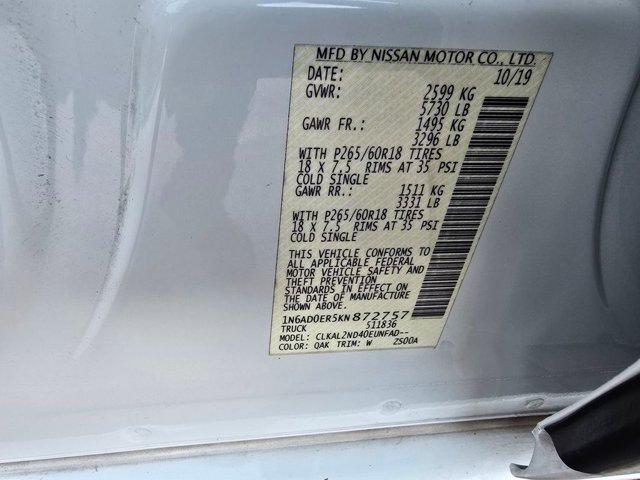 MFD BY NISSAN MOTOR CO., LTD.
DATE: 10/19
GVWR: 2599 KG
5730 LB
GAWR FR.: 1495 KG
3296 LB
WITH P265/60R18 TIRES
18 X 7.5 RIMS AT 35 PSI
COLD SINGLE
GAWR RR.: 1511 KG
3331 LB
WITH P265/60R18 TIRES
18 X 7.5 RIMS AT 35 PSI
COLD SINGLE
THIS VEHICLE CONFORMS TO
ALL APPLICABLE FEDERAL
MOTOR VEHICLE SAFETY AND
THEFT PREVENTION
STANDARDS IN EFFECT ON
THE DATE OF MANUFACTURE
SHOWN ABOVE
1N6AD0ER5KN872757
TRUCK 511836
MODEL: CLKAL2ND40EUNFAD--
COLOR: QAK TRIM: W ZS00A